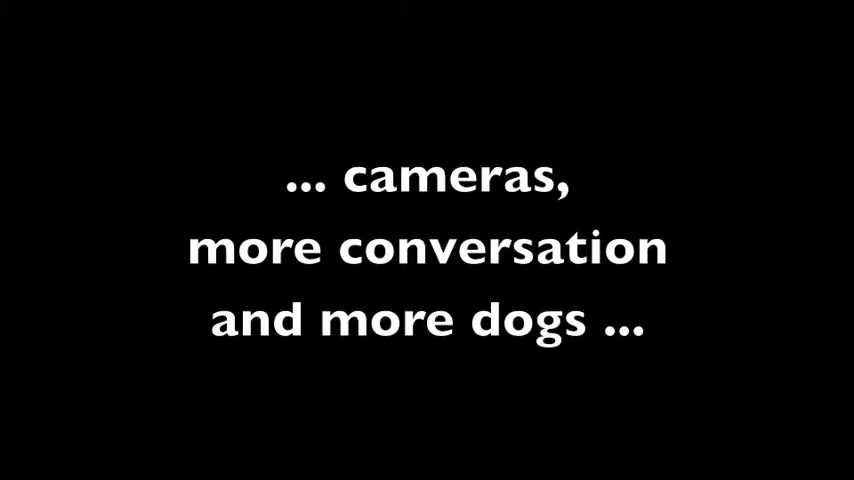 ... cameras,
more conversation
and more dogs ...